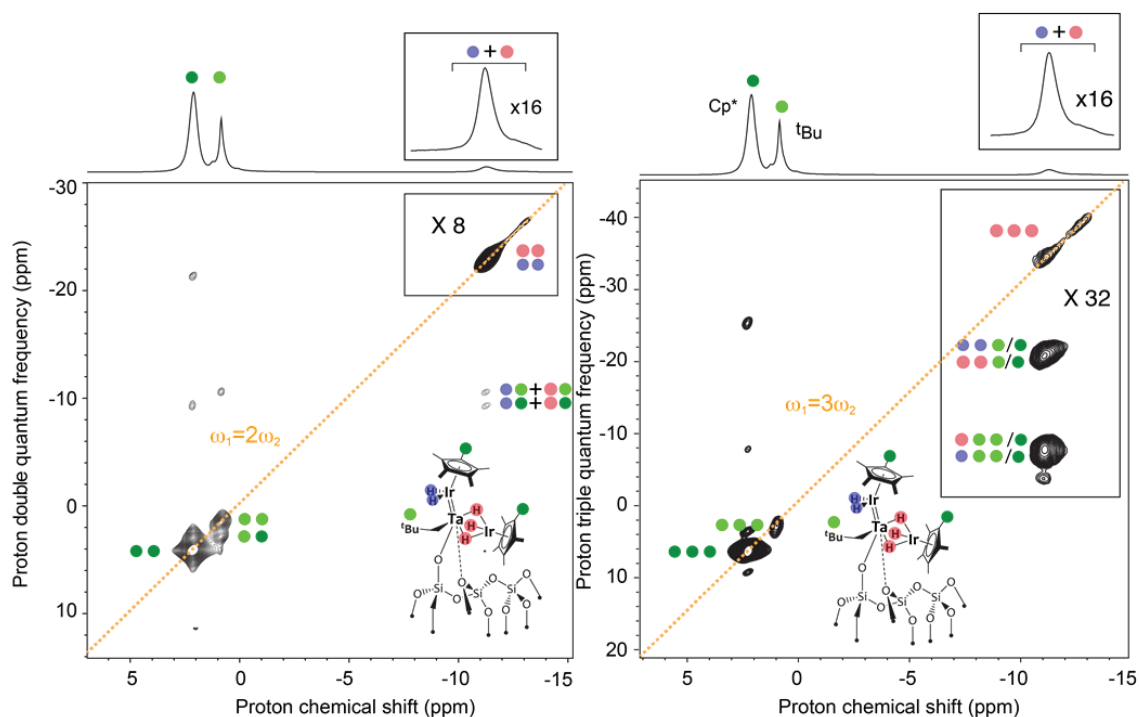 x16
Cp*
tBu
x16
Proton double quantum frequency (ppm)
-30
-20
-10
0
10
X 8
ω1=2ω2
H
H
Ir
Ta
H
H
H
Ir
tBu
O
O
Si
Si
Si
O
O
O
O
O
O
O
O
5
0
-5
-10
-15
Proton chemical shift (ppm)
Proton triple quantum frequency (ppm)
-40
-30
-20
-10
0
10
20
X 32
ω1=3ω2
H
H
Ir
Ta
H
H
H
Ir
tBu
O
O
Si
Si
Si
O
O
O
O
O
O
O
O
5
0
-5
-10
-15
Proton chemical shift (ppm)